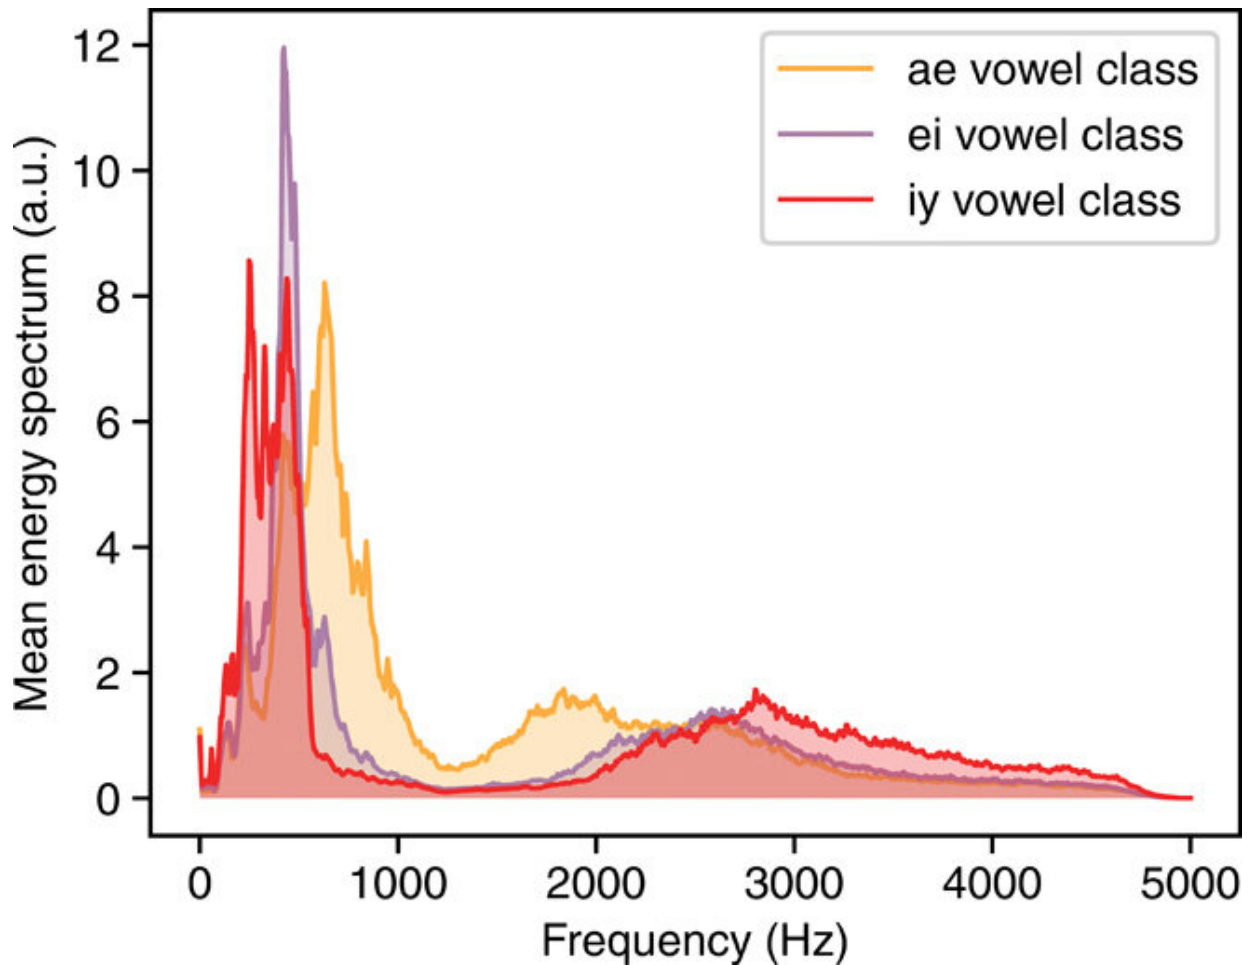 12
10
8
6
4
2
0
Mean energy spectrum (a.u.)
ae vowel class
ei vowel class
iy vowel class
0 1000 2000 3000 4000 5000
Frequency (Hz)